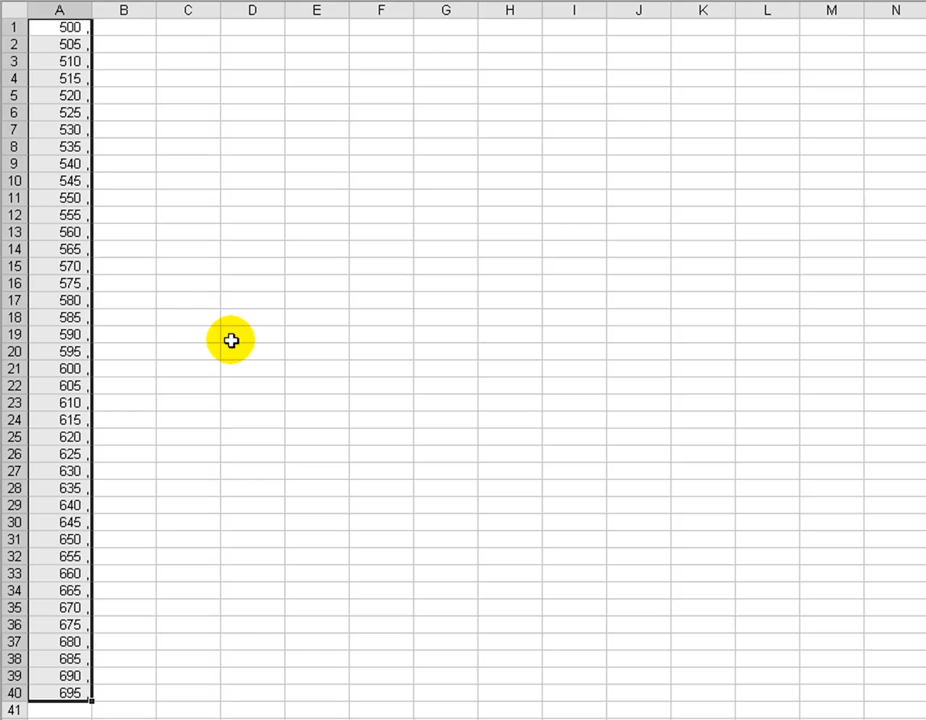 A B C D E F G H I J K L M N
1 500 ,
2 505 ,
3 510 ,
4 515 ,
5 520 ,
6 525 ,
7 530 ,
8 535 ,
9 540 ,
10 545 ,
11 550 ,
12 555 ,
13 560 ,
14 565 ,
15 570 ,
16 575 ,
17 580 ,
18 585 ,
19 590 ,
20 595 ,
21 600 ,
22 605 ,
23 610 ,
24 615 ,
25 620 ,
26 625 ,
27 630 ,
28 635 ,
29 640 ,
30 645 ,
31 650 ,
32 655 ,
33 660 ,
34 665 ,
35 670 ,
36 675 ,
37 680 ,
38 685 ,
39 690 ,
40 695 ,
41